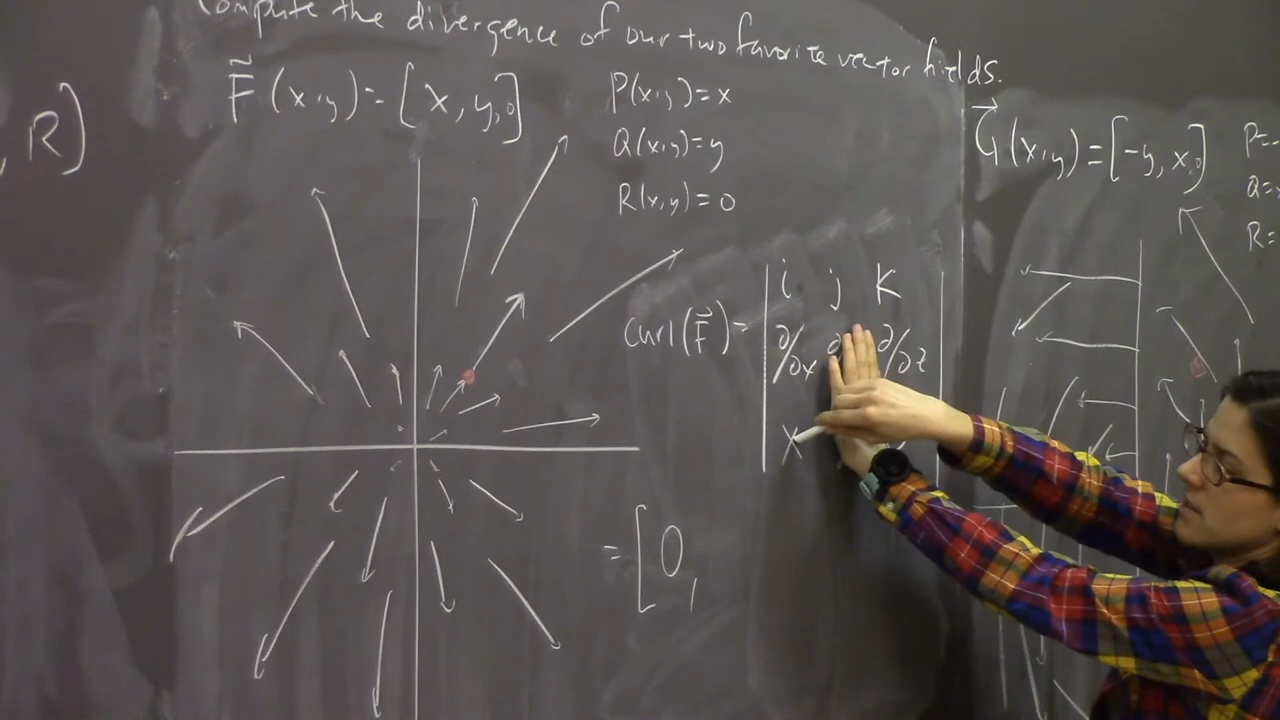 Compute the divergence of our two favorite vector fields.
, R]
F⃗(x,y)=[x,y,0]
P(x,y)=x
Q(x,y)=y
R(x,y)=0
curl(F⃗)=
i j k
∂/∂x ∂ ∂/∂z
x
=[0,
G⃗(x,y)=[-y,x,0]
P=-
Q=
R=